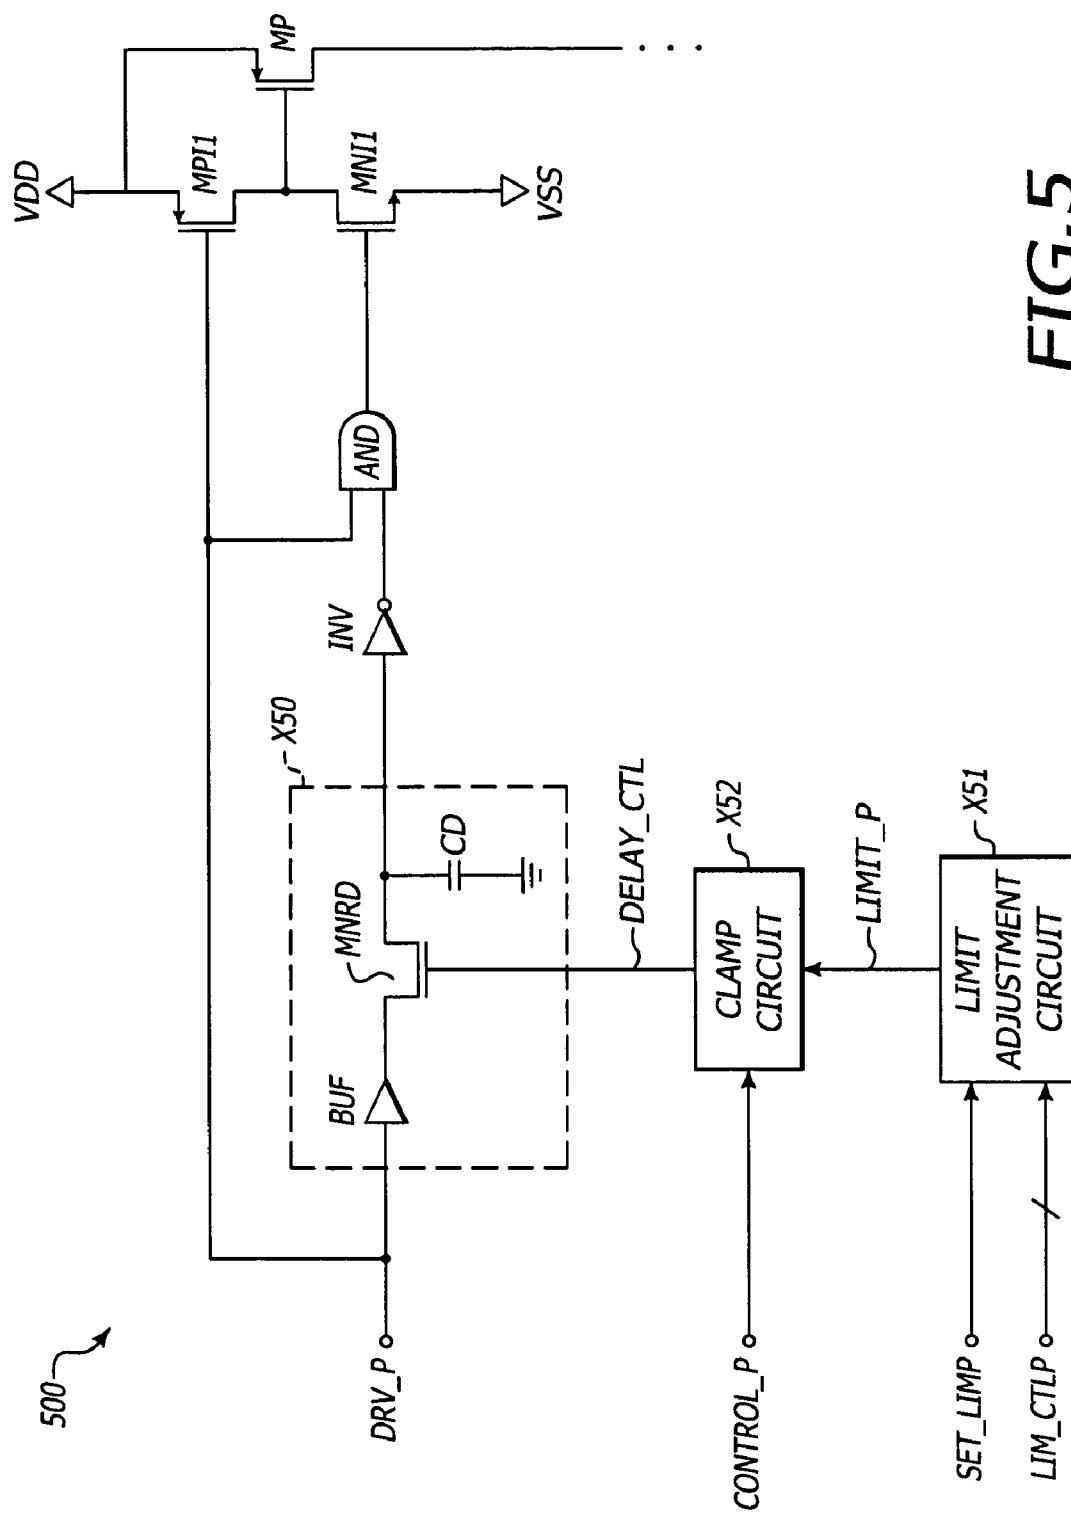 500
DRV_P
CONTROL_P
SET_LIMP
LIM_CTLP
BUF
MNRD
CD
X50
INV
AND
VDD
MPI1
MNI1
VSS
MP
DELAY_CTL
CLAMP
CIRCUIT
X52
LIMIT_P
LIMIT
ADJUSTMENT
CIRCUIT
X51
FIG.5